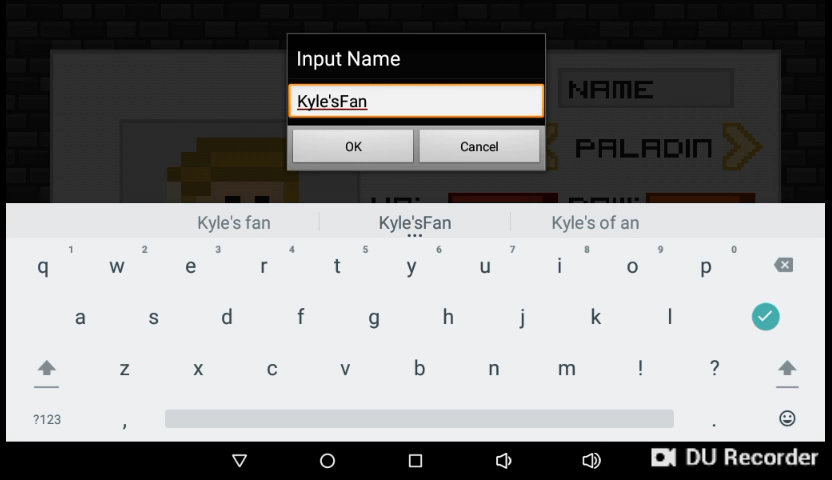 Input Name
NAME
Kyle'sFan
OK Cancel
PALADIN
Kyle's fan Kyle'sFan Kyle's of an
1 2 3 4 5 6 7 8 9 0
q w e r t y u i o p
a s d f g h j k l
z x c v b n m ! ?
?123 , .
DU Recorder